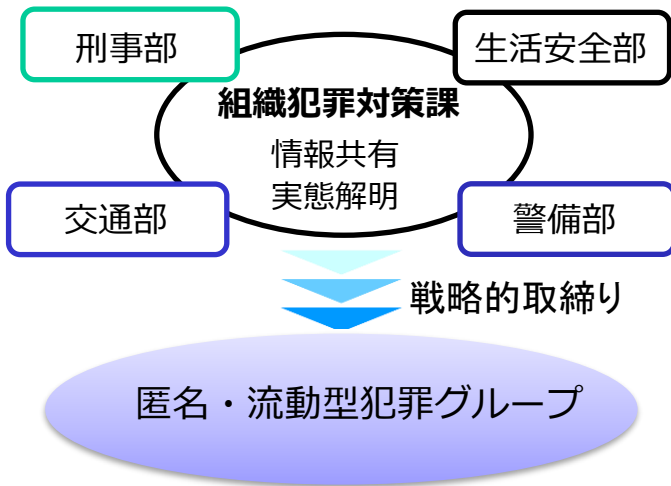 刑事部
生活安全部
組織犯罪対策課
情報共有
実態解明
交通部
警備部
戦略的取締り
匿名・流動型犯罪グループ